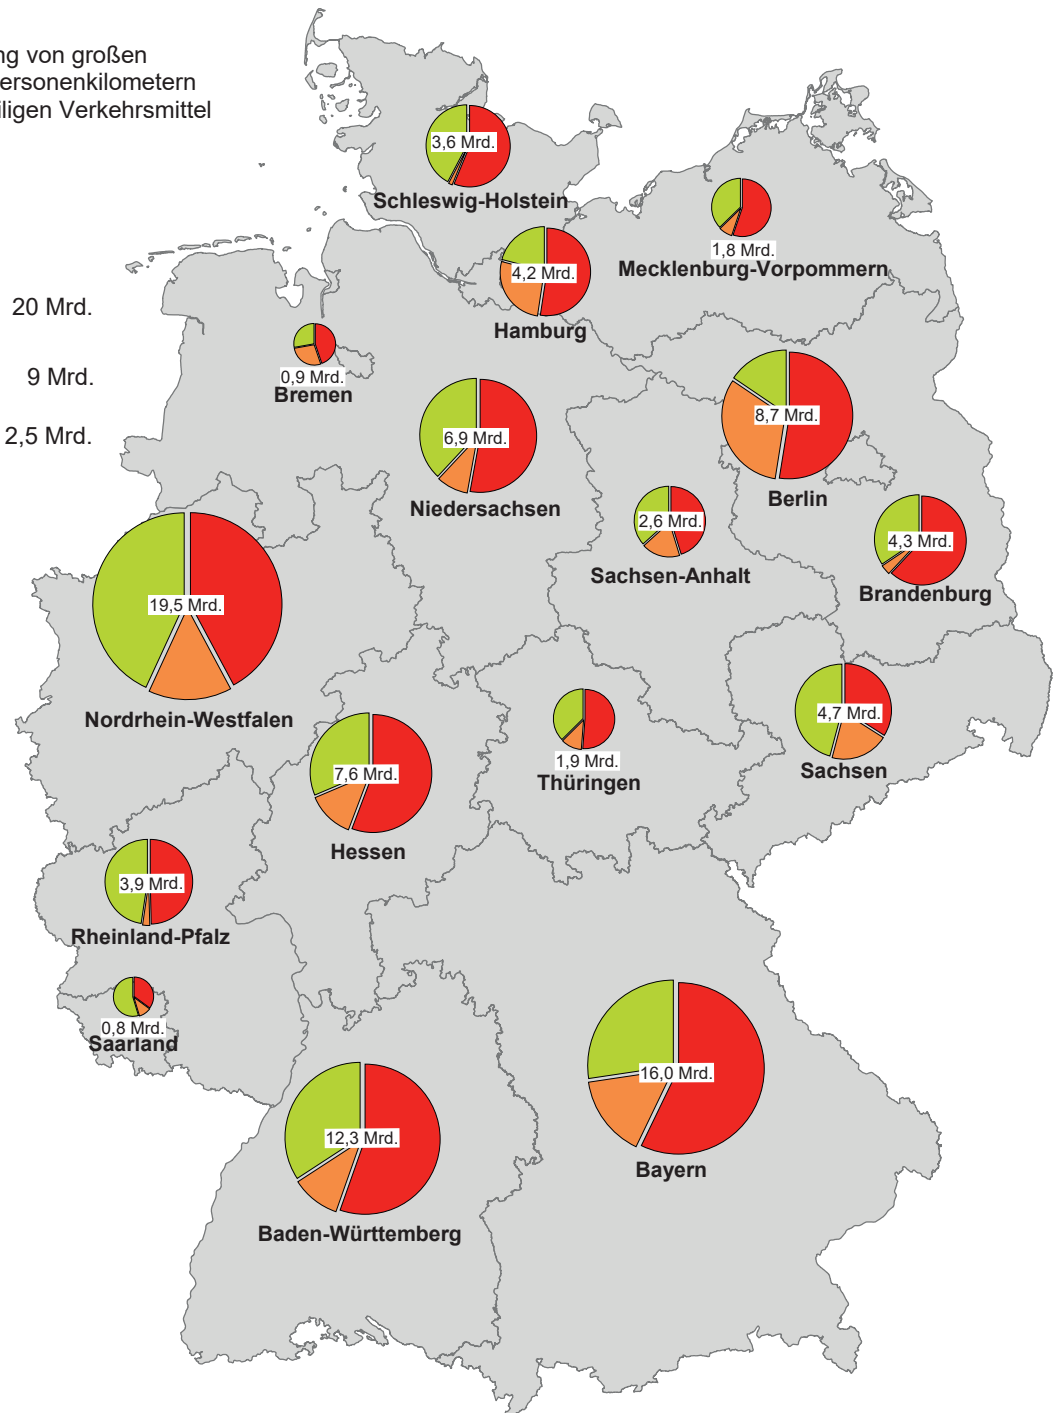 ng von großen
ersonenkilometern
iligen Verkehrsmittel
3,6 Mrd.
Schleswig-Holstein
1,8 Mrd.
Mecklenburg-Vorpommern
4,2 Mrd.
Hamburg
20 Mrd.
9 Mrd.
2,5 Mrd.
0,9 Mrd.
Bremen
6,9 Mrd.
Niedersachsen
8,7 Mrd.
Berlin
2,6 Mrd.
Sachsen-Anhalt
4,3 Mrd.
Brandenburg
19,5 Mrd.
Nordrhein-Westfalen
7,6 Mrd.
Hessen
1,9 Mrd.
Thüringen
4,7 Mrd.
Sachsen
3,9 Mrd.
Rheinland-Pfalz
0,8 Mrd.
Saarland
12,3 Mrd.
Baden-Württemberg
16,0 Mrd.
Bayern